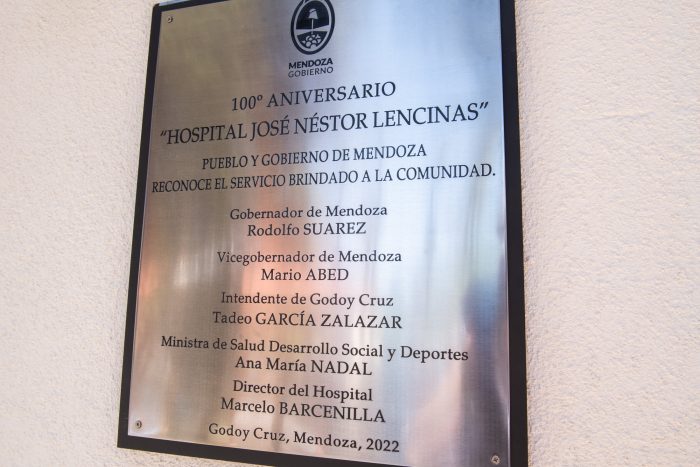 MENDOZA
GOBIERNO
100º ANIVERSARIO
“HOSPITAL JOSÉ NÉSTOR LENCINAS”
PUEBLO Y GOBIERNO DE MENDOZA
RECONOCE EL SERVICIO BRINDADO A LA COMUNIDAD.
Gobernador de Mendoza
Rodolfo SUAREZ
Vicegobernador de Mendoza
Mario ABED
Intendente de Godoy Cruz
Tadeo GARCÍA ZALAZAR
Ministra de Salud Desarrollo Social y Deportes
Ana María NADAL
Director del Hospital
Marcelo BARCENILLA
Godoy Cruz, Mendoza, 2022